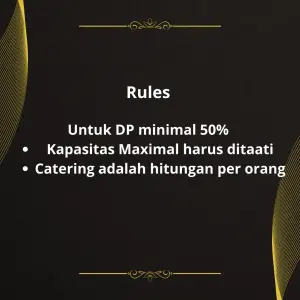 Rules
Untuk DP minimal 50%
• Kapasitas Maximal harus ditaati
• Catering adalah hitungan per orang